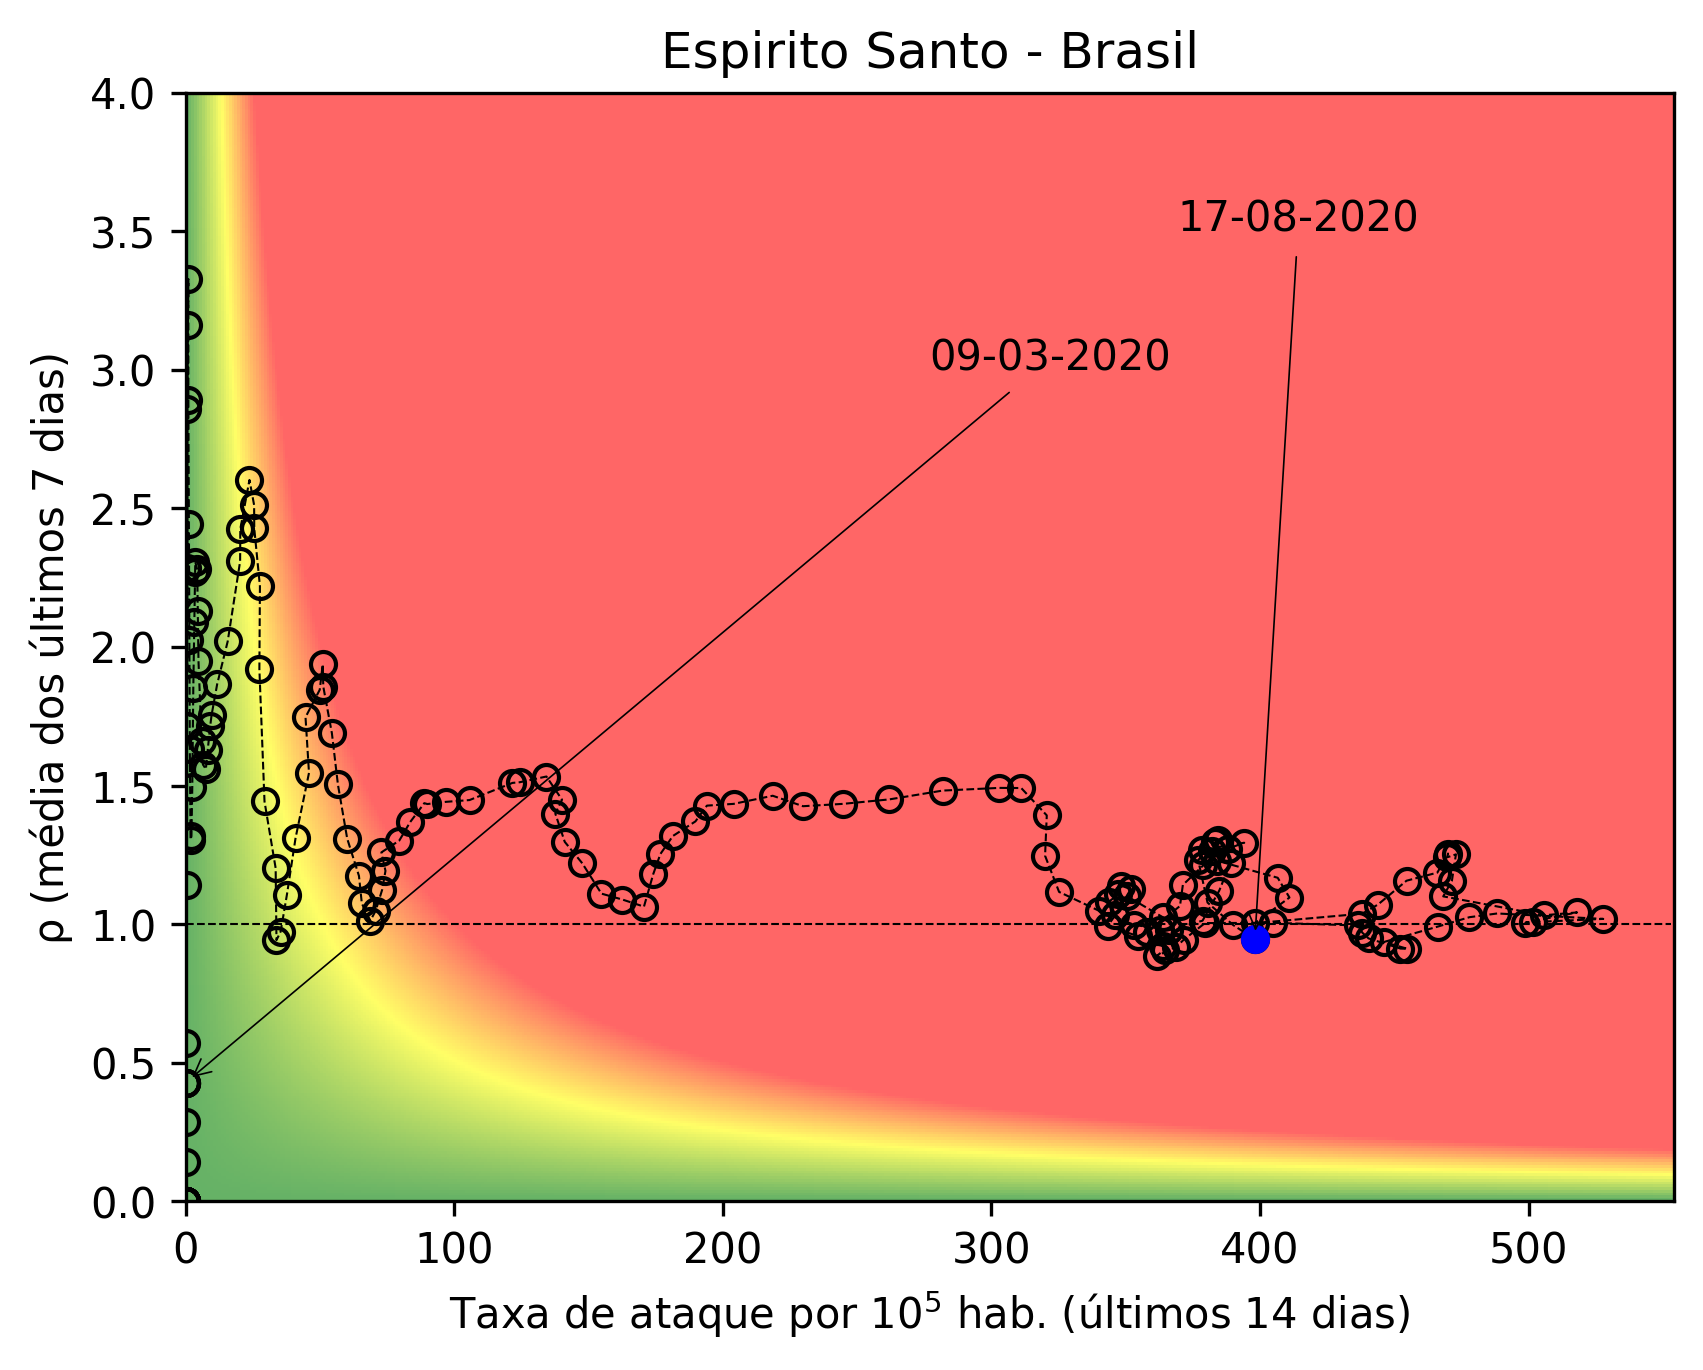 Espirito Santo - Brasil
4.0
3.5
3.0
2.5
2.0
1.5
1.0
0.5
0.0
ρ (média dos últimos 7 dias)
17-08-2020
09-03-2020
0 100 200 300 400 500
Taxa de ataque por 10⁵ hab. (últimos 14 dias)